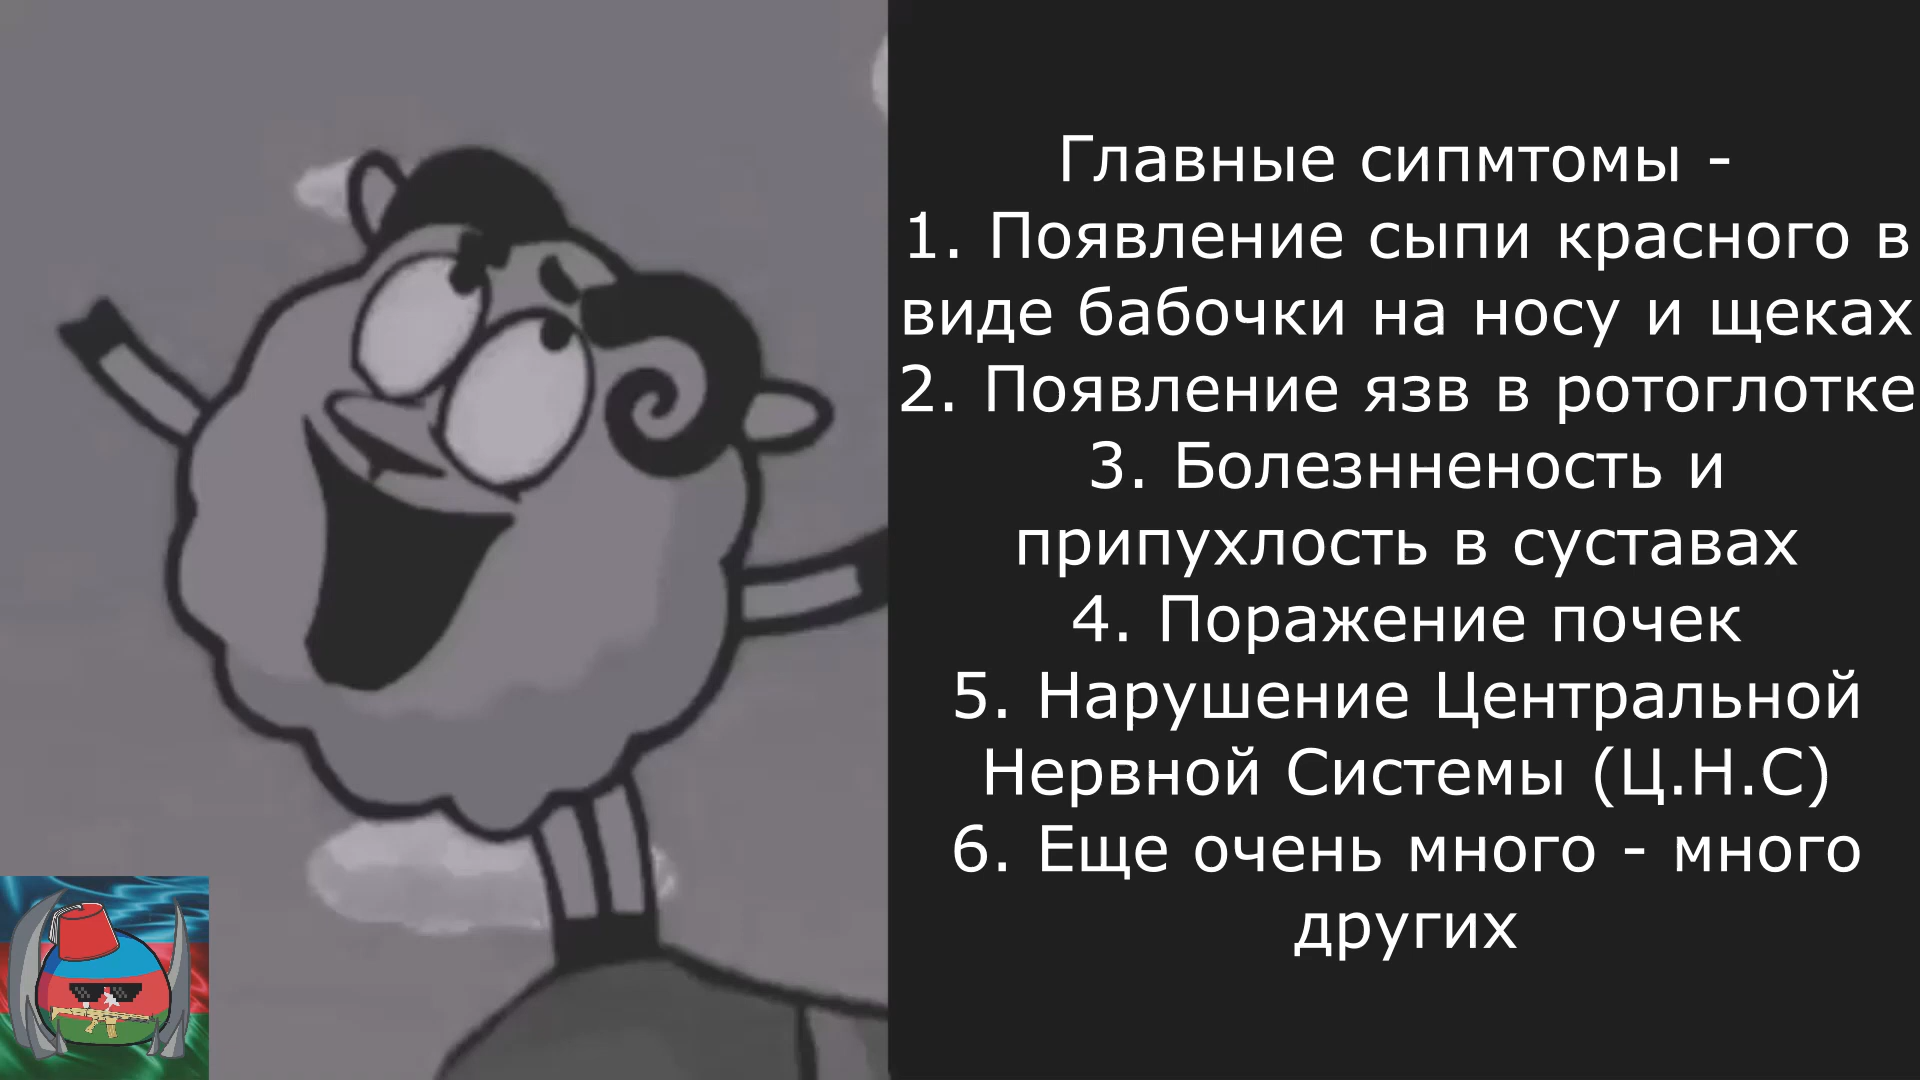 Главные сипмтомы -
1. Появление сыпи красного в
виде бабочки на носу и щеках
2. Появление язв в ротоглотке
3. Болезнненость и
припухлость в суставах
4. Поражение почек
5. Нарушение Центральной
Нервной Системы (Ц.Н.С)
6. Еще очень много - много
других